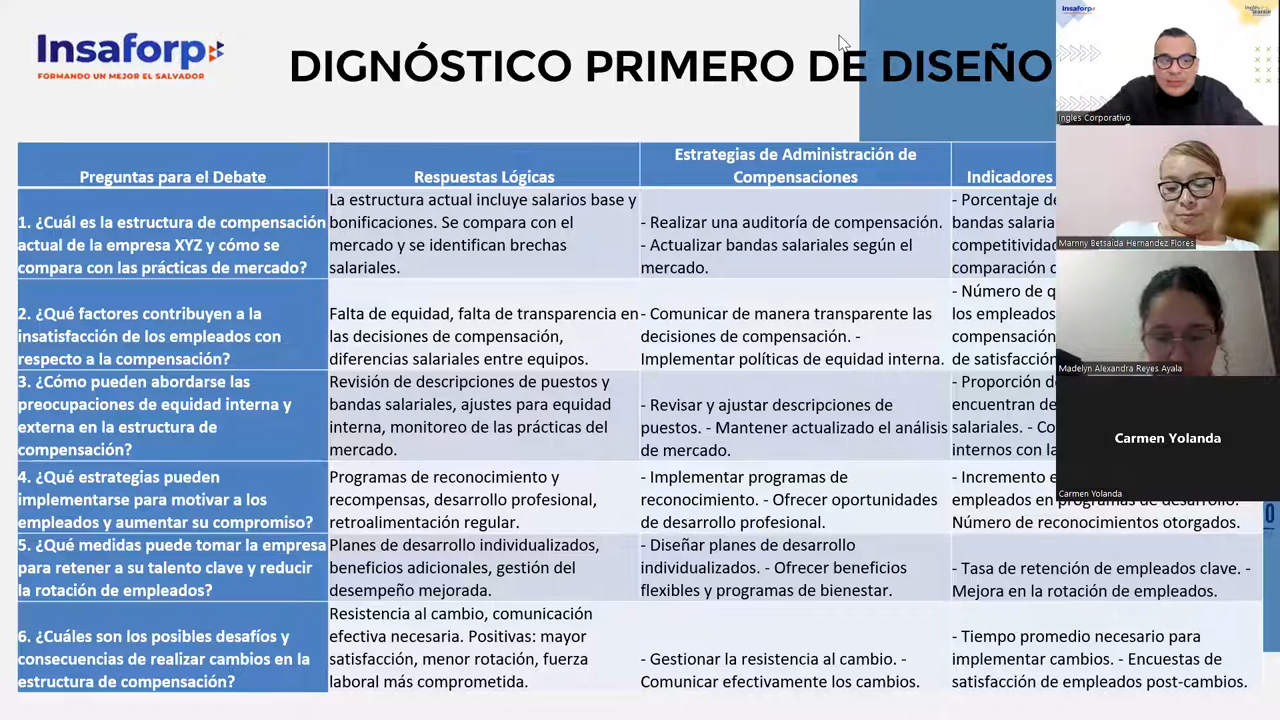 Insaforp
FORMANDO UN MEJOR EL SALVADOR
DIGNÓSTICO PRIMERO DE DISEÑO
Preguntas para el Debate
Respuestas Lógicas
Estrategias de Administración de
Compensaciones
Indicadores
1. ¿Cuál es la estructura de compensación
actual de la empresa XYZ y cómo se
compara con las prácticas de mercado?
La estructura actual incluye salarios base y
bonificaciones. Se compara con el
mercado y se identifican brechas
salariales.
- Realizar una auditoría de compensación.
- Actualizar bandas salariales según el
mercado.
- Porcentaje
bandas
competitividad
comparación
2. ¿Qué factores contribuyen a la
insatisfacción de los empleados con
respecto a la compensación?
Falta de equidad, falta de transparencia en
las decisiones de compensación,
diferencias salariales entre equipos.
- Comunicar de manera transparente las
decisiones de compensación. -
Implementar políticas de equidad interna.
- Número de
los empleados
compensación
de satisfacción
3. ¿Cómo pueden abordarse las
preocupaciones de equidad interna y
externa en la estructura de
compensación?
Revisión de descripciones de puestos y
bandas salariales, ajustes para equidad
interna, monitoreo de las prácticas del
mercado.
- Revisar y ajustar descripciones de
puestos. - Mantener actualizado el análisis
de mercado.
- Proporción
encuentran
salariales. -
internos con
4. ¿Qué estrategias pueden
implementarse para motivar a los
empleados y aumentar su compromiso?
Programas de reconocimiento y
recompensas, desarrollo profesional,
retroalimentación regular.
- Implementar programas de
reconocimiento. - Ofrecer oportunidades
de desarrollo profesional.
- Incremento
empleados en programas de desarrollo.
Número de reconocimientos otorgados.
5. ¿Qué medidas puede tomar la empresa
para retener a su talento clave y reducir
la rotación de empleados?
Planes de desarrollo individualizados,
beneficios adicionales, gestión del
desempeño mejorada.
- Diseñar planes de desarrollo
individualizados. - Ofrecer beneficios
flexibles y programas de bienestar.
- Tasa de retención de empleados clave. -
Mejora en la rotación de empleados.
6. ¿Cuáles son los posibles desafíos y
consecuencias de realizar cambios en la
estructura de compensación?
Resistencia al cambio, comunicación
efectiva necesaria. Positivas: mayor
satisfacción, menor rotación, fuerza
laboral más comprometida.
- Gestionar la resistencia al cambio. -
Comunicar efectivamente los cambios.
- Tiempo promedio necesario para
implementar cambios. - Encuestas de
satisfacción de empleados post-cambios.
Insaforp
Ingles Corporativo
Marnny Betsaida Hernandez Flores
Madelyn Alexandra Reyes Ayala
Carmen Yolanda
Carmen Yolanda